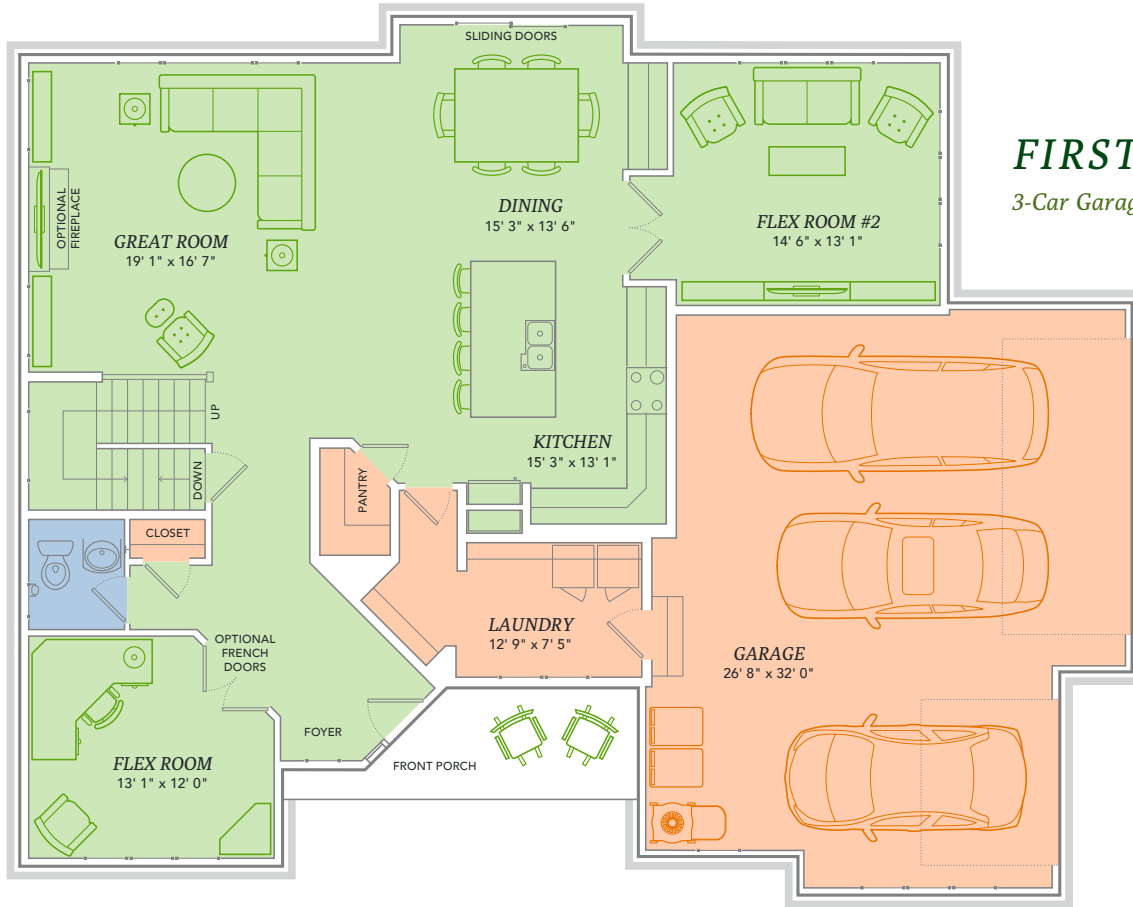 SLIDING DOORS
FIRST
3-Car Garag
DINING
15' 3" x 13' 6"
FLEX ROOM #2
14' 6" x 13' 1"
OPTIONAL
FIREPLACE
GREAT ROOM
19' 1" x 16' 7"
UP
DOWN
KITCHEN
15' 3" x 13' 1"
PANTRY
CLOSET
LAUNDRY
12' 9" x 7' 5"
OPTIONAL
FRENCH
DOORS
GARAGE
26' 8" x 32' 0"
FOYER
FLEX ROOM
13' 1" x 12' 0"
FRONT PORCH